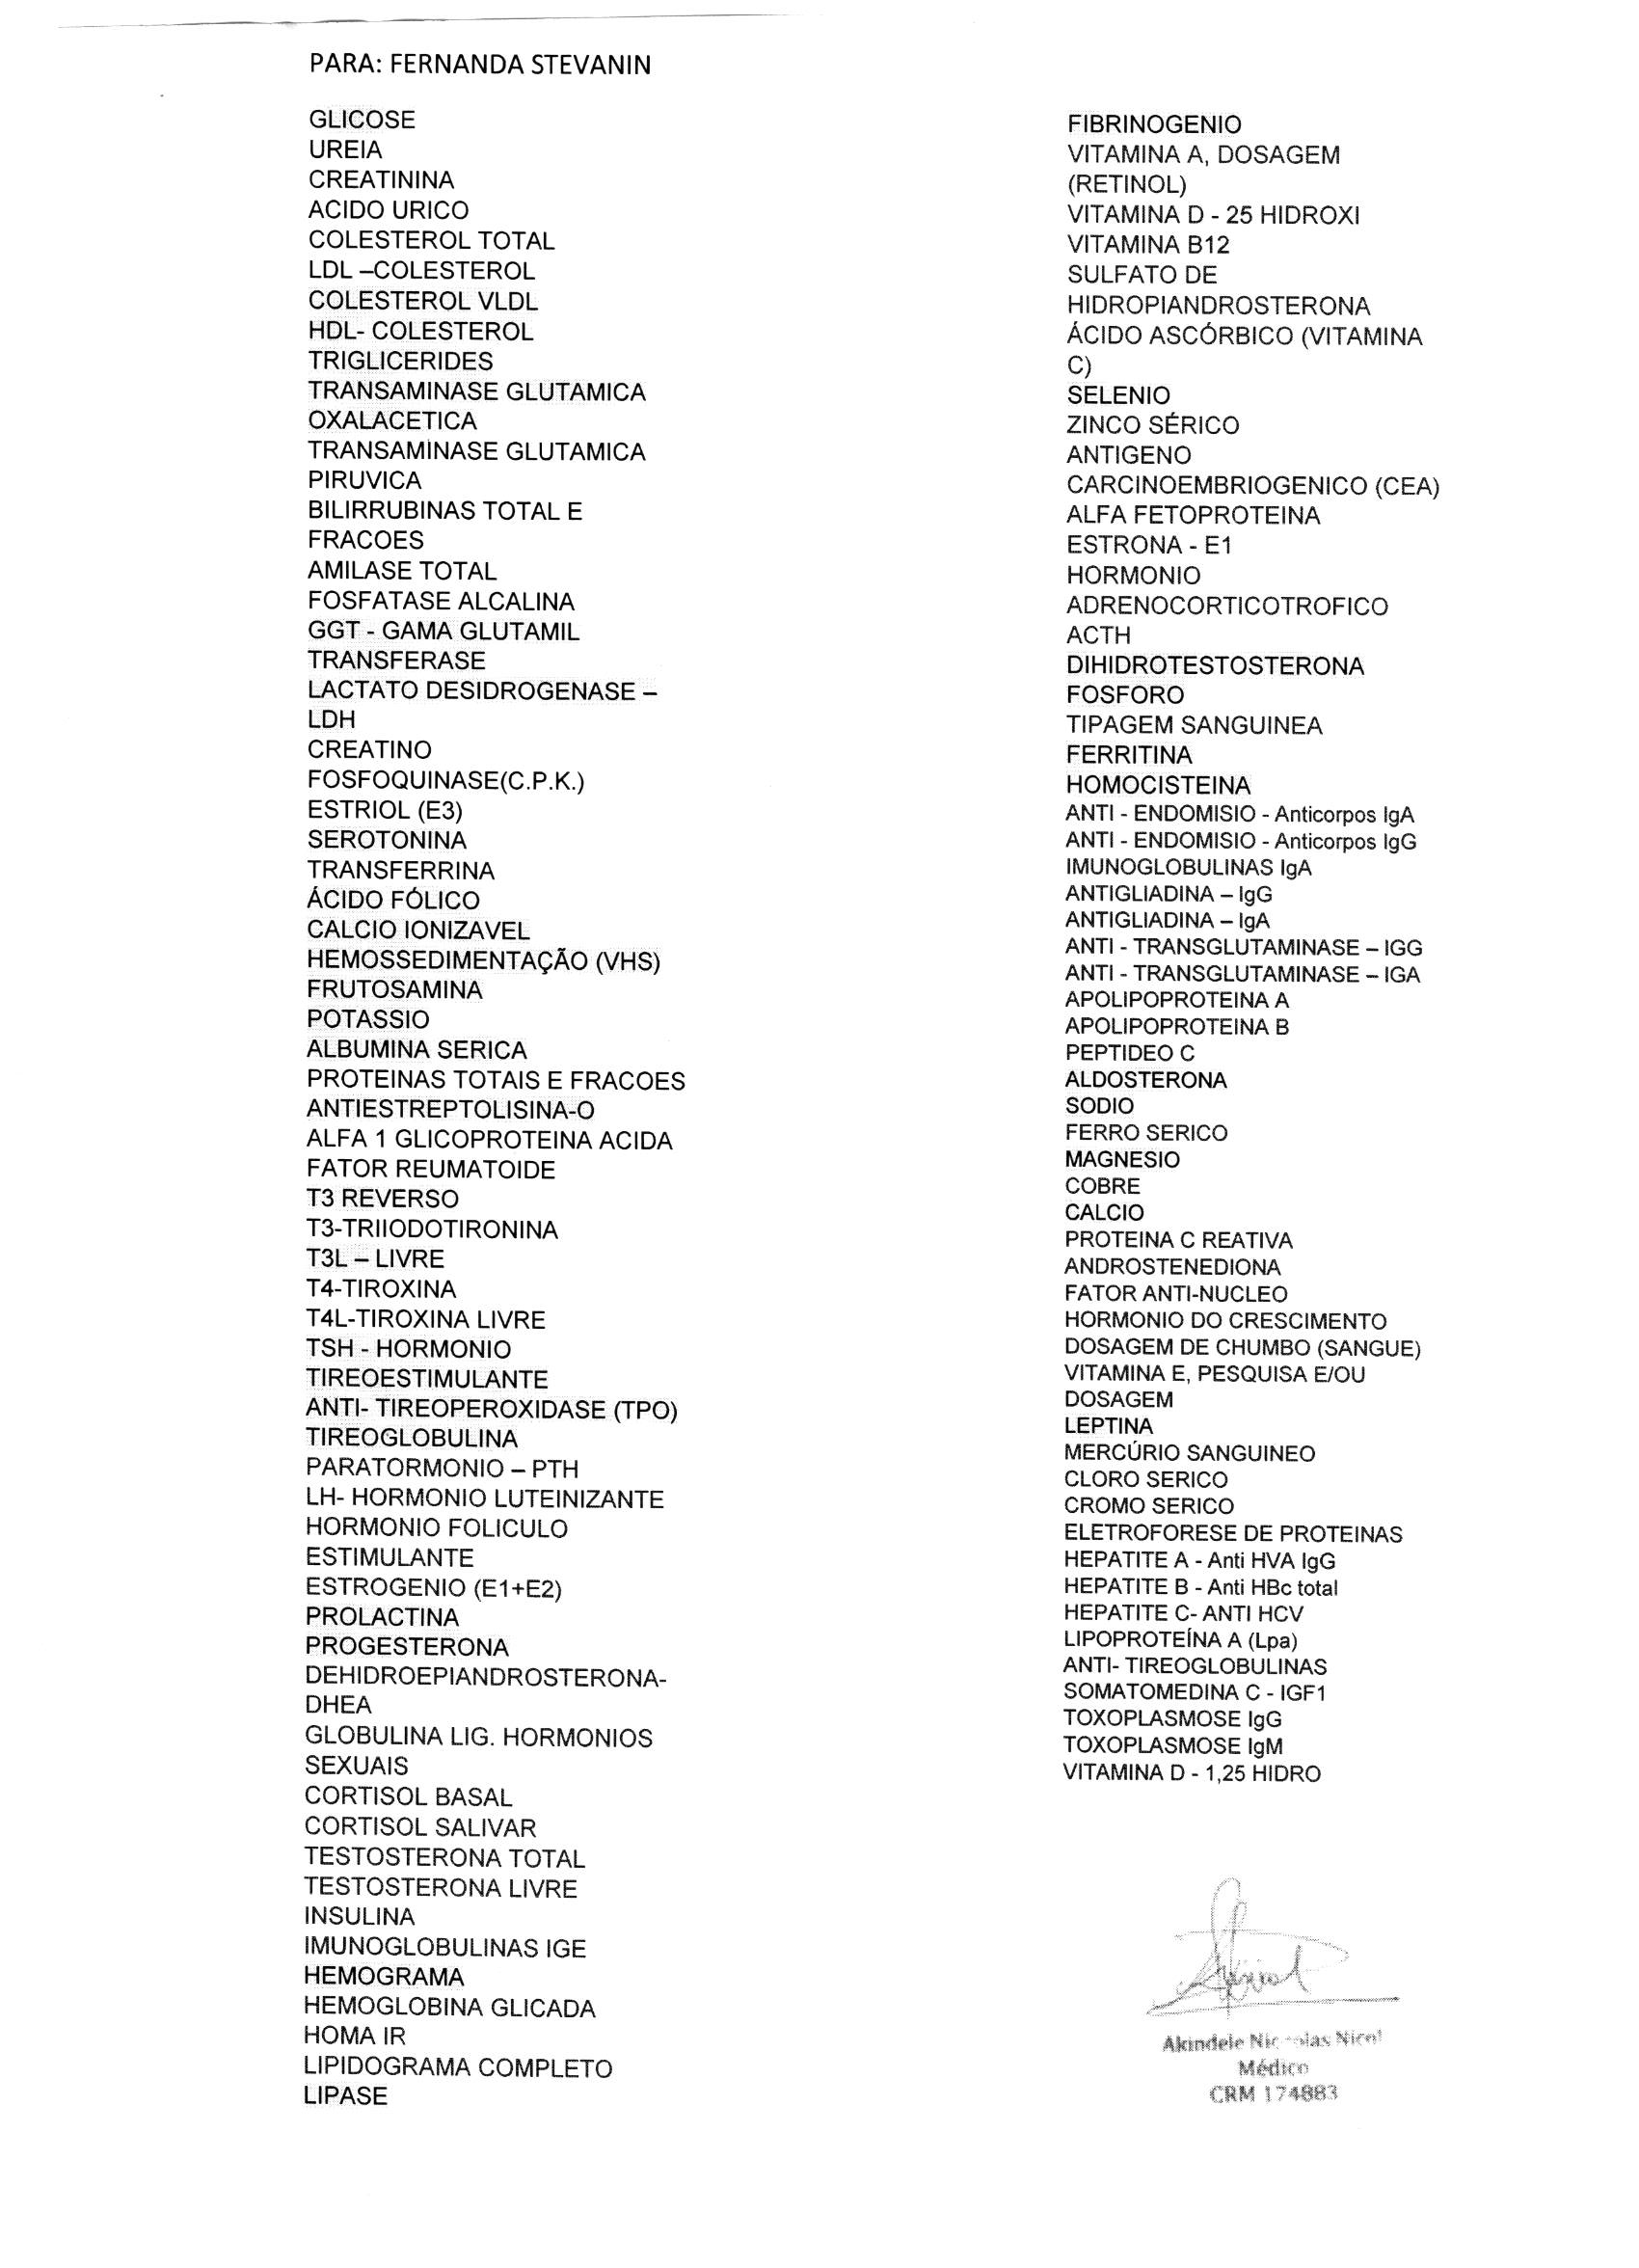 PARA: FERNANDA STEVANIN
GLICOSE
UREIA
CREATININA
ACIDO URICO
COLESTEROL TOTAL
LDL –COLESTEROL
COLESTEROL VLDL
HDL- COLESTEROL
TRIGLICERIDES
TRANSAMINASE GLUTAMICA
OXALACETICA
TRANSAMINASE GLUTAMICA
PIRUVICA
BILIRRUBINAS TOTAL E
FRACOES
AMILASE TOTAL
FOSFATASE ALCALINA
GGT - GAMA GLUTAMIL
TRANSFERASE
LACTATO DESIDROGENASE –
LDH
CREATINO
FOSFOQUINASE(C.P.K.)
ESTRIOL (E3)
SEROTONINA
TRANSFERRINA
ÁCIDO FÓLICO
CALCIO IONIZAVEL
HEMOSSEDIMENTAÇÃO (VHS)
FRUTOSAMINA
POTASSIO
ALBUMINA SERICA
PROTEINAS TOTAIS E FRACOES
ANTIESTREPTOLISINA-O
ALFA 1 GLICOPROTEINA ACIDA
FATOR REUMATOIDE
T3 REVERSO
T3-TRIIODOTIRONINA
T3L – LIVRE
T4-TIROXINA
T4L-TIROXINA LIVRE
TSH - HORMONIO
TIREOESTIMULANTE
ANTI- TIREOPEROXIDASE (TPO)
TIREOGLOBULINA
PARATORMONIO – PTH
LH- HORMONIO LUTEINIZANTE
HORMONIO FOLICULO
ESTIMULANTE
ESTROGENIO (E1+E2)
PROLACTINA
PROGESTERONA
DEHIDROEPIANDROSTERONA-
DHEA
GLOBULINA LIG. HORMONIOS
SEXUAIS
CORTISOL BASAL
CORTISOL SALIVAR
TESTOSTERONA TOTAL
TESTOSTERONA LIVRE
INSULINA
IMUNOGLOBULINAS IGE
HEMOGRAMA
HEMOGLOBINA GLICADA
HOMA IR
LIPIDOGRAMA COMPLETO
LIPASE
FIBRINOGENIO
VITAMINA A, DOSAGEM
(RETINOL)
VITAMINA D - 25 HIDROXI
VITAMINA B12
SULFATO DE
HIDROPIANDROSTERONA
ÁCIDO ASCÓRBICO (VITAMINA
C)
SELENIO
ZINCO SÉRICO
ANTIGENO
CARCINOEMBRIOGENICO (CEA)
ALFA FETOPROTEINA
ESTRONA - E1
HORMONIO
ADRENOCORTICOTROFICO
ACTH
DIHIDROTESTOSTERONA
FOSFORO
TIPAGEM SANGUINEA
FERRITINA
HOMOCISTEINA
ANTI - ENDOMISIO - Anticorpos IgA
ANTI - ENDOMISIO - Anticorpos IgG
IMUNOGLOBULINAS IgA
ANTIGLIADINA – IgG
ANTIGLIADINA – IgA
ANTI - TRANSGLUTAMINASE – IGG
ANTI - TRANSGLUTAMINASE – IGA
APOLIPOPROTEINA A
APOLIPOPROTEINA B
PEPTIDEO C
ALDOSTERONA
SODIO
FERRO SERICO
MAGNESIO
COBRE
CALCIO
PROTEINA C REATIVA
ANDROSTENEDIONA
FATOR ANTI-NUCLEO
HORMONIO DO CRESCIMENTO
DOSAGEM DE CHUMBO (SANGUE)
VITAMINA E, PESQUISA E/OU
DOSAGEM
LEPTINA
MERCÚRIO SANGUINEO
CLORO SERICO
CROMO SERICO
ELETROFORESE DE PROTEINAS
HEPATITE A - Anti HVA IgG
HEPATITE B - Anti HBc total
HEPATITE C- ANTI HCV
LIPOPROTEÍNA A (Lpa)
ANTI- TIREOGLOBULINAS
SOMATOMEDINA C - IGF1
TOXOPLASMOSE IgG
TOXOPLASMOSE IgM
VITAMINA D - 1,25 HIDRO
Akindele Nicol
Médico
CRM 174883